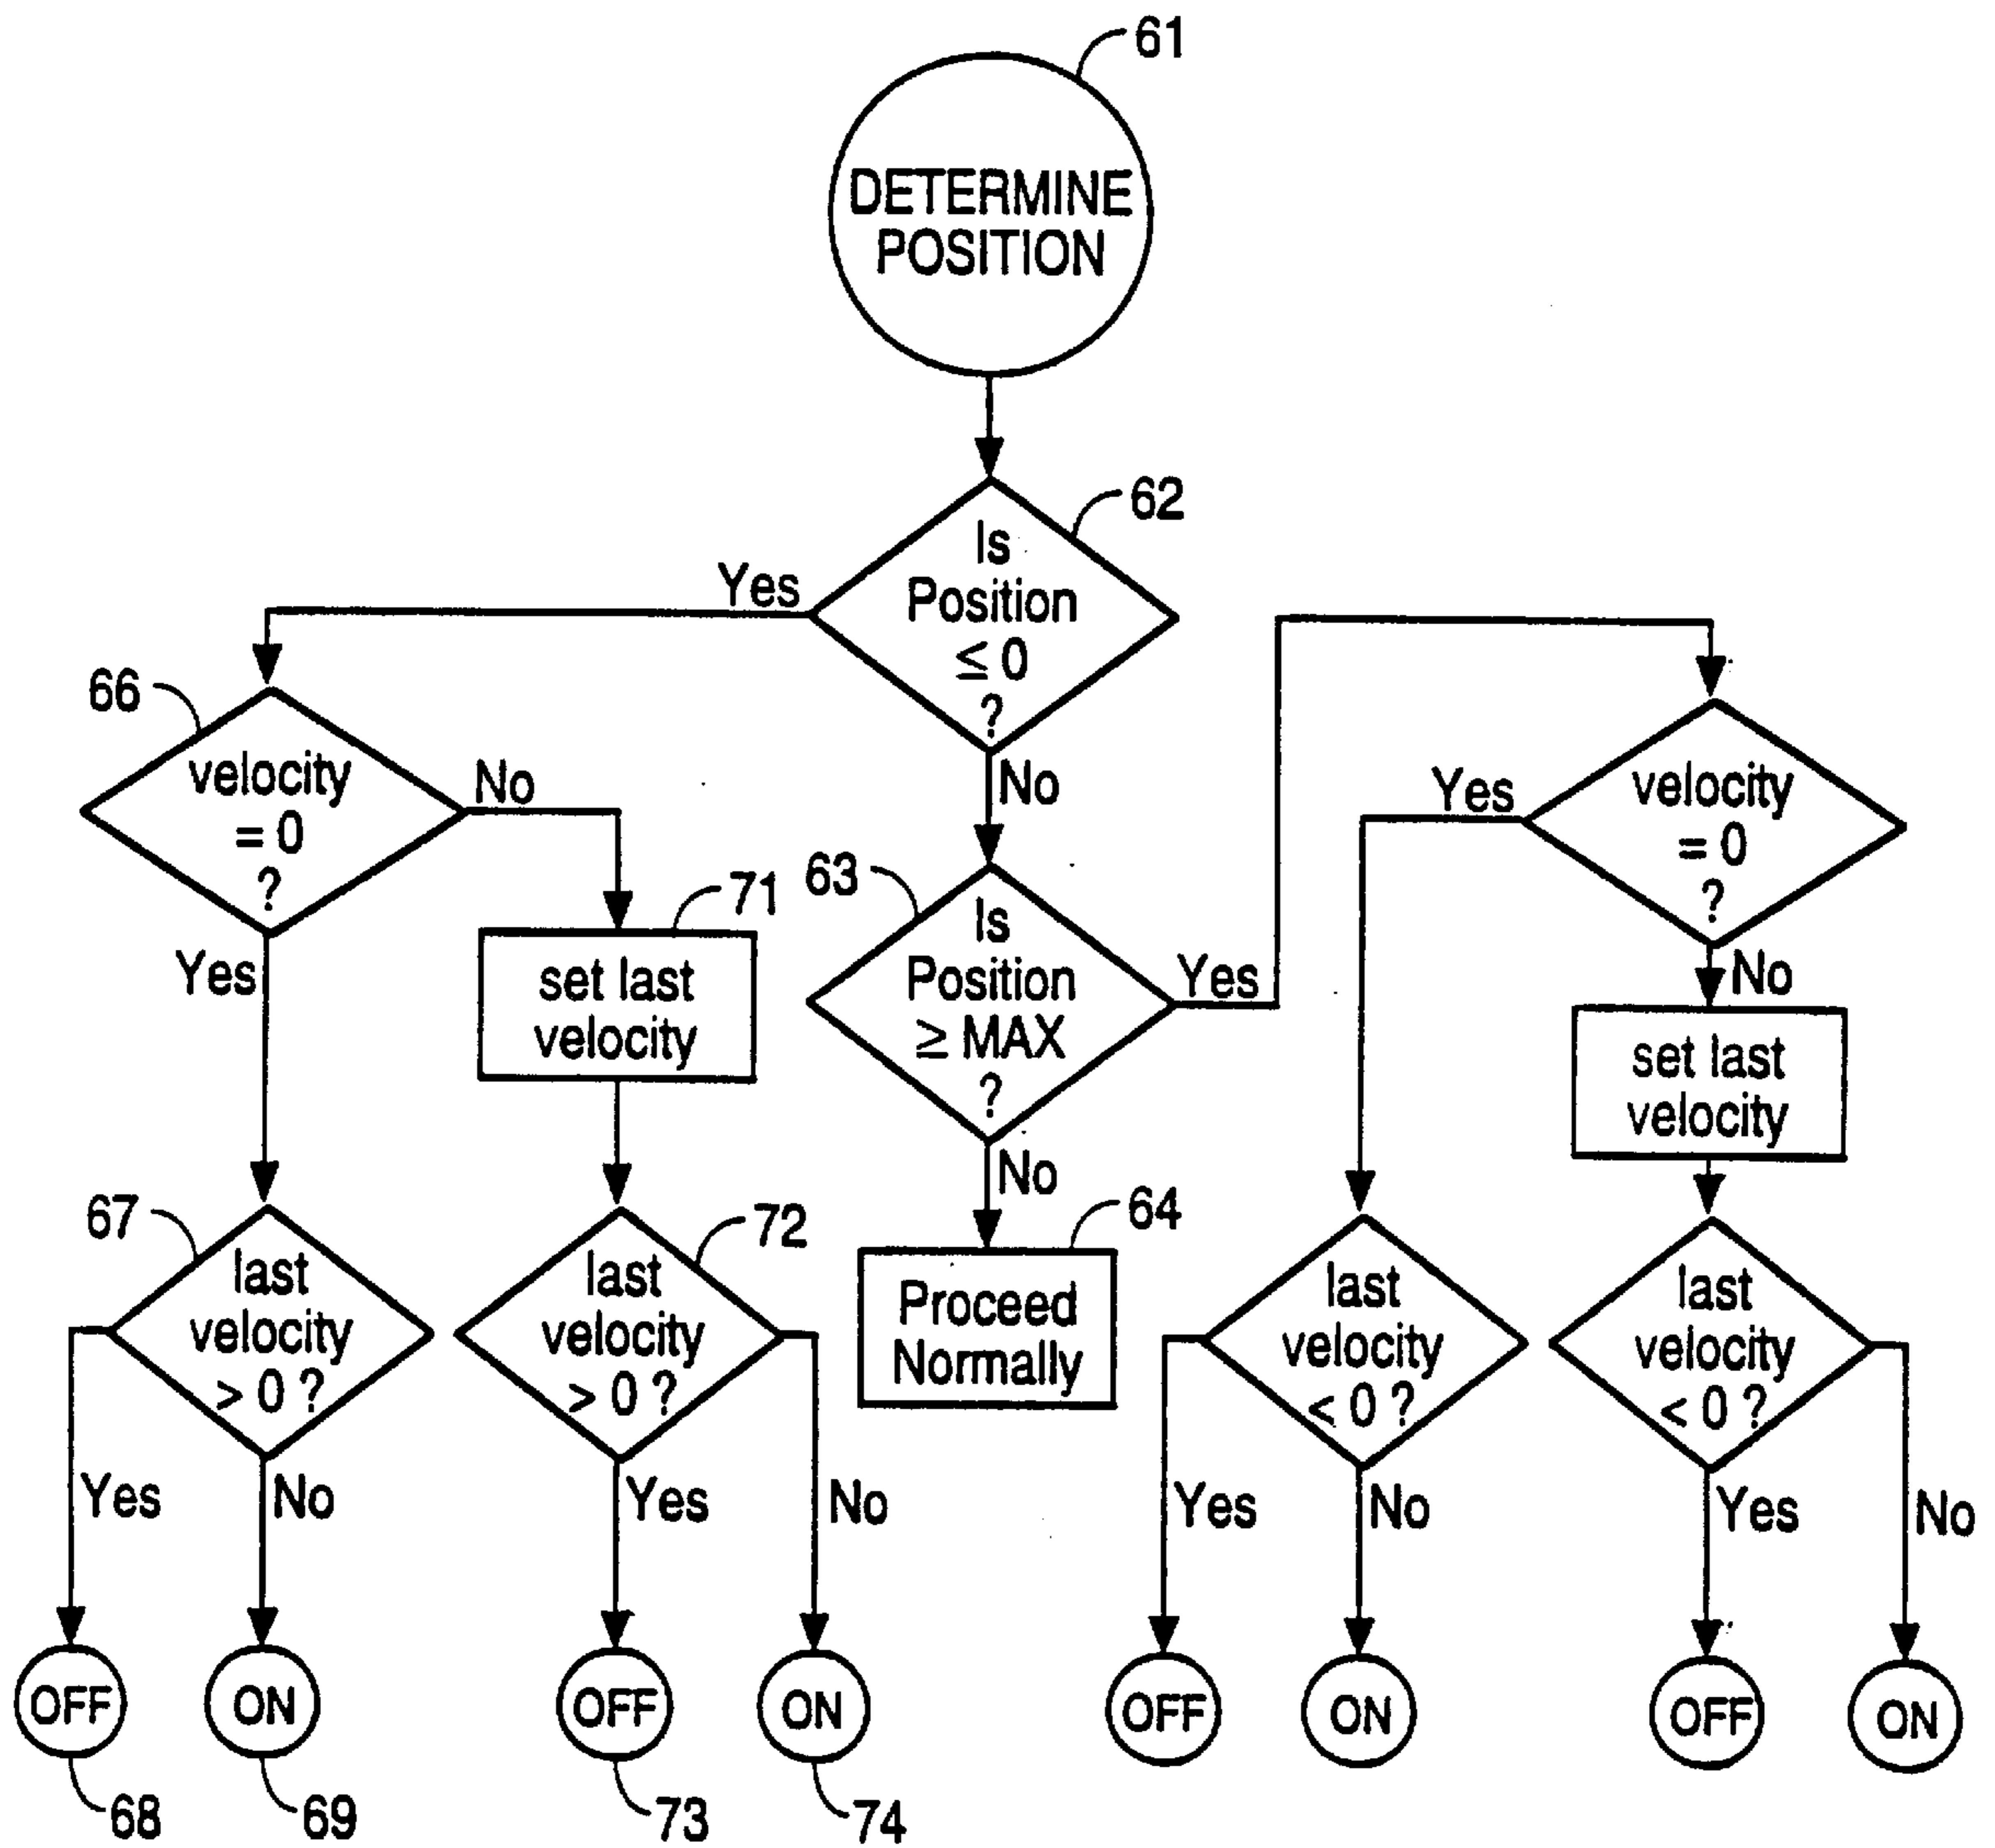 61
DETERMINE
POSITION
62
Is
Position
≤ 0
?
Yes
No
66
velocity
= 0
?
No
Yes
71
set last
velocity
63
Is
Position
≥ MAX
?
Yes
No
velocity
= 0
?
Yes
No
set last
velocity
67
last
velocity
> 0 ?
Yes
No
72
last
velocity
> 0 ?
Yes
No
64
Proceed
Normally
last
velocity
< 0 ?
Yes
No
last
velocity
< 0 ?
Yes
No
OFF
ON
OFF
ON
OFF
ON
OFF
ON
68
69
73
74